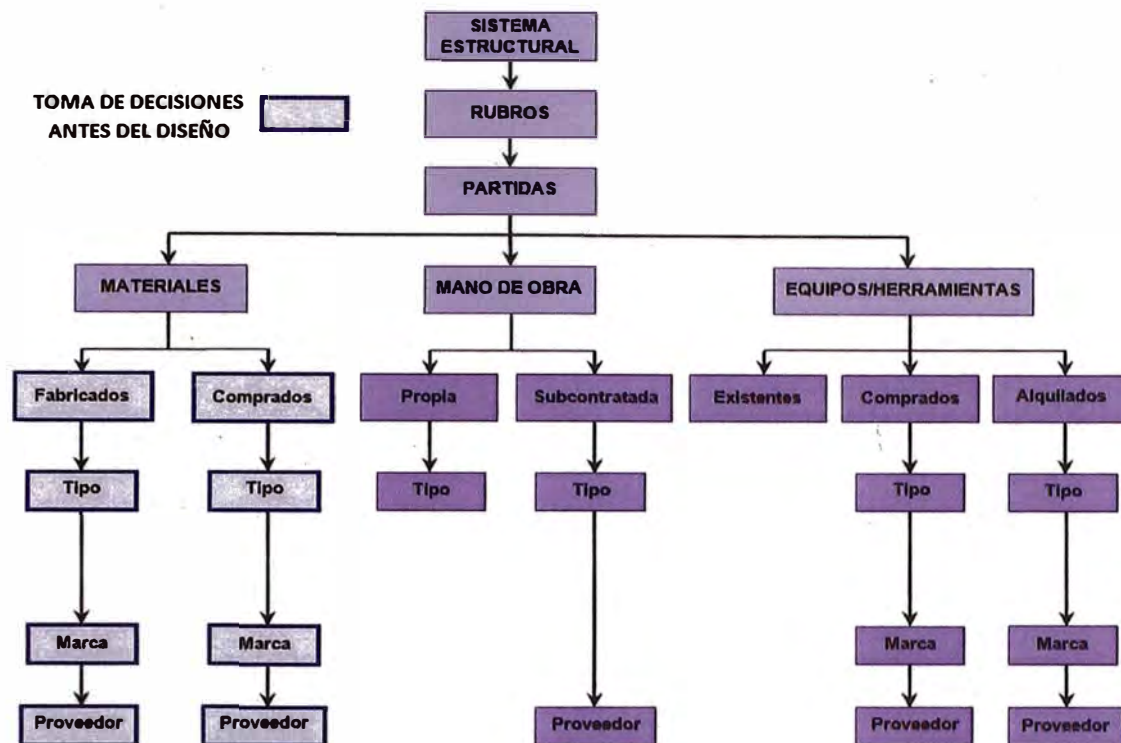 SISTEMA
ESTRUCTURAL
TOMA DE DECISIONES
ANTES DEL DISEÑO
RUBROS
PARTIDAS
MATERIALES
MANO DE OBRA
EQUIPOS/HERRAMIENTAS
Fabricados
Comprados
Propia
Subcontratada
Existentes
Comprados
Alquilados
Tipo
Tipo
Tipo
Tipo
Tipo
Tipo
Marca
Marca
Marca
Marca
Proveedor
Proveedor
Proveedor
Proveedor
Proveedor